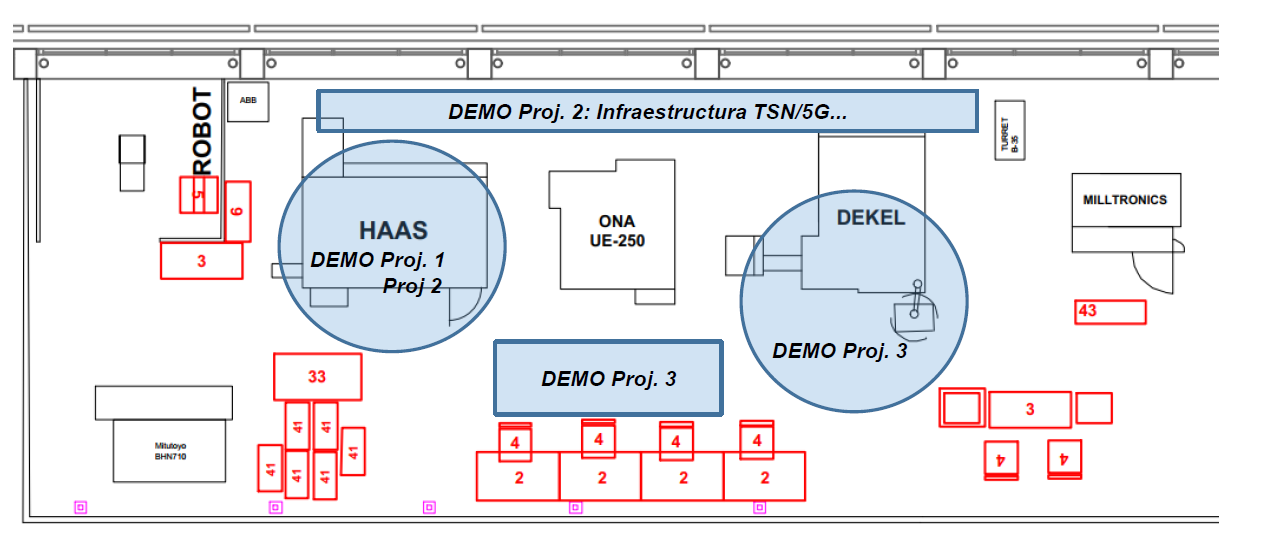 DEMO Proj. 2: Infraestructura TSN/5G...
ROBOT
ABB
TURRET
B-35
5
6
3
HAAS
DEMO Proj. 1
Proj 2
ONA
UE-250
DEKEL
DEMO Proj. 3
MILLTRONICS
43
DEMO Proj. 3
33
41
41
41
41
41
41
Mitutoyo
BHN710
4
4
4
4
2
2
2
2
3
4
4